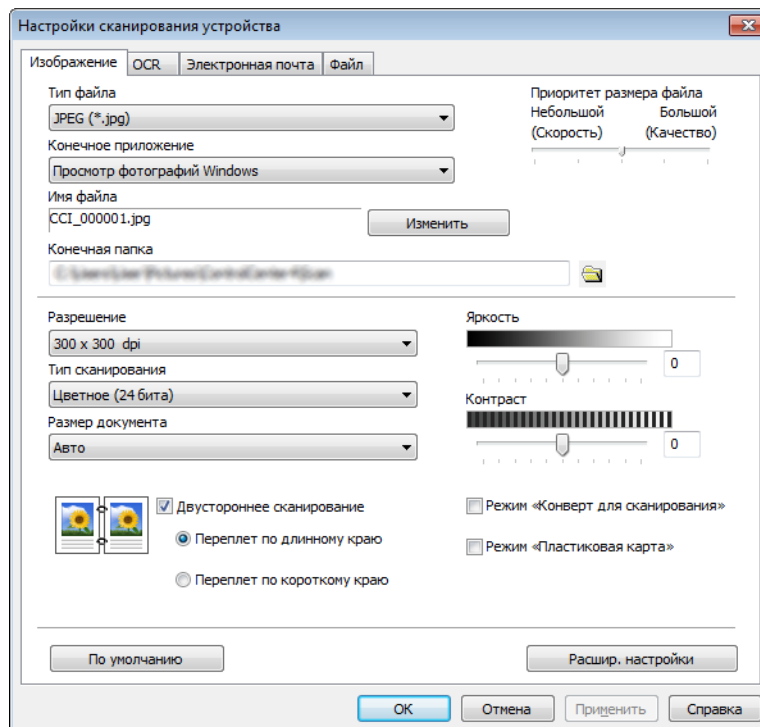 Настройки сканирования устройства
Изображение OCR Электронная почта Файл
Тип файла
JPEG (*.jpg)
Конечное приложение
Просмотр фотографий Windows
Имя файла
CCI_000001.jpg
Изменить
Конечная папка
Приоритет размера файла
Небольшой Большой
(Скорость) (Качество)
Разрешение
300 x 300 dpi
Тип сканирования
Цветное (24 бита)
Размер документа
Авто
Яркость
0
Контраст
0
Двустороннее сканирование
Переплет по длинному краю
Переплет по короткому краю
Режим «Конверт для сканирования»
Режим «Пластиковая карта»
По умолчанию
Расшир. настройки
OK Отмена Применить Справка